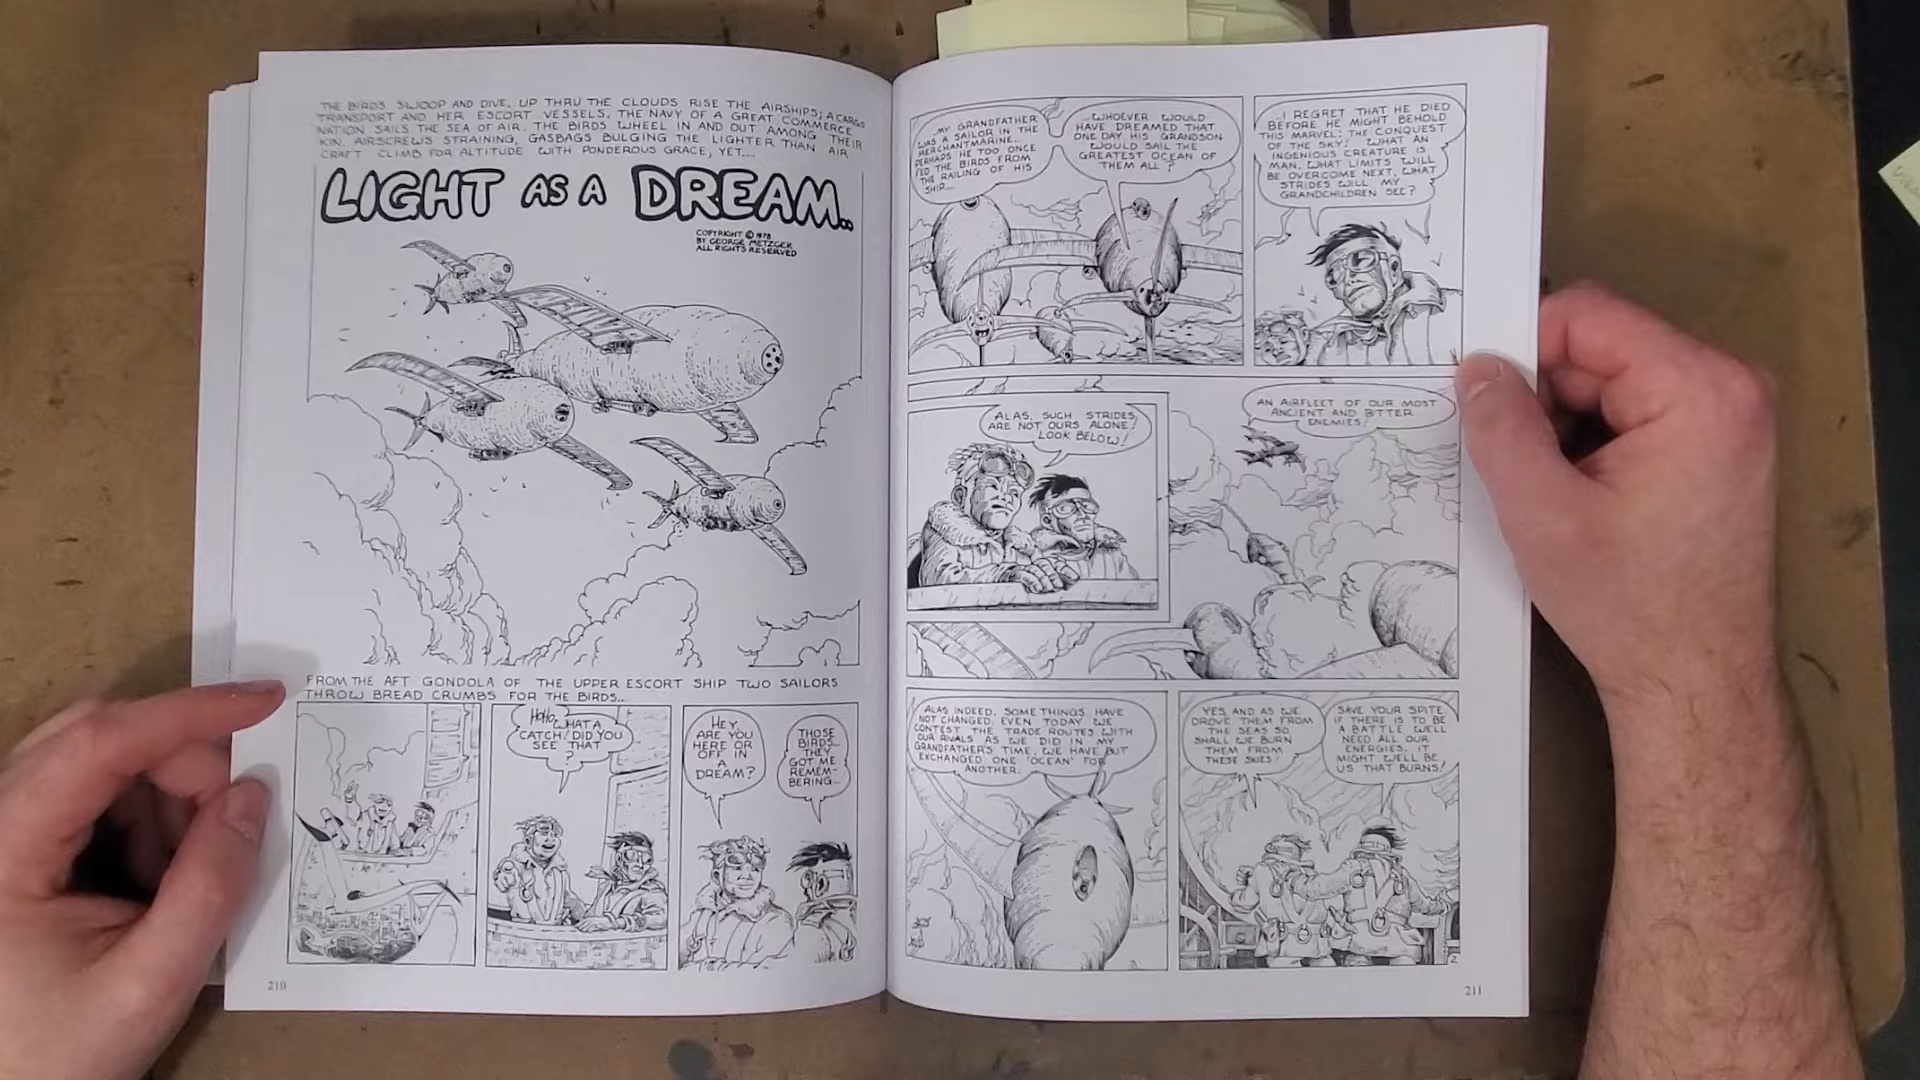 THE BIRDS SWOOP AND DIVE, UP THRU THE CLOUDS RISE THE AIRSHIPS; A CARGO
TRANSPORT AND HER ESCORT VESSELS, THE NAVY OF A GREAT COMMERCE
NATION SAILS THE SEA OF AIR. THE BIRDS WHEEL IN AND OUT AMONG THEIR
KIN. AIRSCREWS STRAINING, GASBAGS BULGING THE LIGHTER THAN AIR
CRAFT CLIMB FOR ALTITUDE WITH PONDEROUS GRACE, YET....
LIGHT AS A DREAM..
COPYRIGHT © 1978
BY GEORGE METZGER
ALL RIGHTS RESERVED
FROM THE AFT GONDOLA OF THE UPPER ESCORT SHIP TWO SAILORS
THROW BREAD CRUMBS FOR THE BIRDS..
HOHO, WHAT A
CATCH! DID YOU
SEE THAT
?
HEY,
ARE YOU
HERE OR
OFF IN
A
DREAM?
THOSE
BIRDS...
THEY
GOT ME
REMEM-
BERING...
210
...MY GRANDFATHER
WAS A SAILOR IN THE
MERCHANTMARINE..
PERHAPS HE TOO ONCE
FED THE BIRDS FROM
THE RAILING OF HIS
SHIP....
...WHOEVER WOULD
HAVE DREAMED THAT
ONE DAY HIS GRANDSON
WOULD SAIL THE
GREATEST OCEAN OF
THEM ALL?
...I REGRET THAT HE DIED
BEFORE HE MIGHT BEHOLD
THIS MARVEL: THE CONQUEST
OF THE SKY! WHAT AN
INGENIOUS CREATURE IS
MAN. WHAT LIMITS WILL
BE OVERCOME NEXT, WHAT
STRIDES WILL MY
GRANDCHILDREN SEE?
ALAS, SUCH STRIDES
ARE NOT OURS ALONE!
LOOK BELOW!
AN AIRFLEET OF OUR MOST
ANCIENT AND BITTER
ENEMIES!
ALAS INDEED. SOME THINGS HAVE
NOT CHANGED. EVEN TODAY WE
CONTEST THE TRADE ROUTES WITH
OUR RIVALS AS WE DID IN MY
GRANDFATHER'S TIME. WE HAVE BUT
EXCHANGED ONE 'OCEAN' FOR
ANOTHER.
YES, AND AS WE
DROVE THEM FROM
THE SEAS SO
SHALL WE BURN
THEM FROM
THESE SKIES!
SAVE YOUR SPITE.
IF THERE IS TO BE
A BATTLE WE'LL
NEED ALL OUR
ENERGIES. IT
MIGHT WELL BE
US THAT BURNS!
2
211